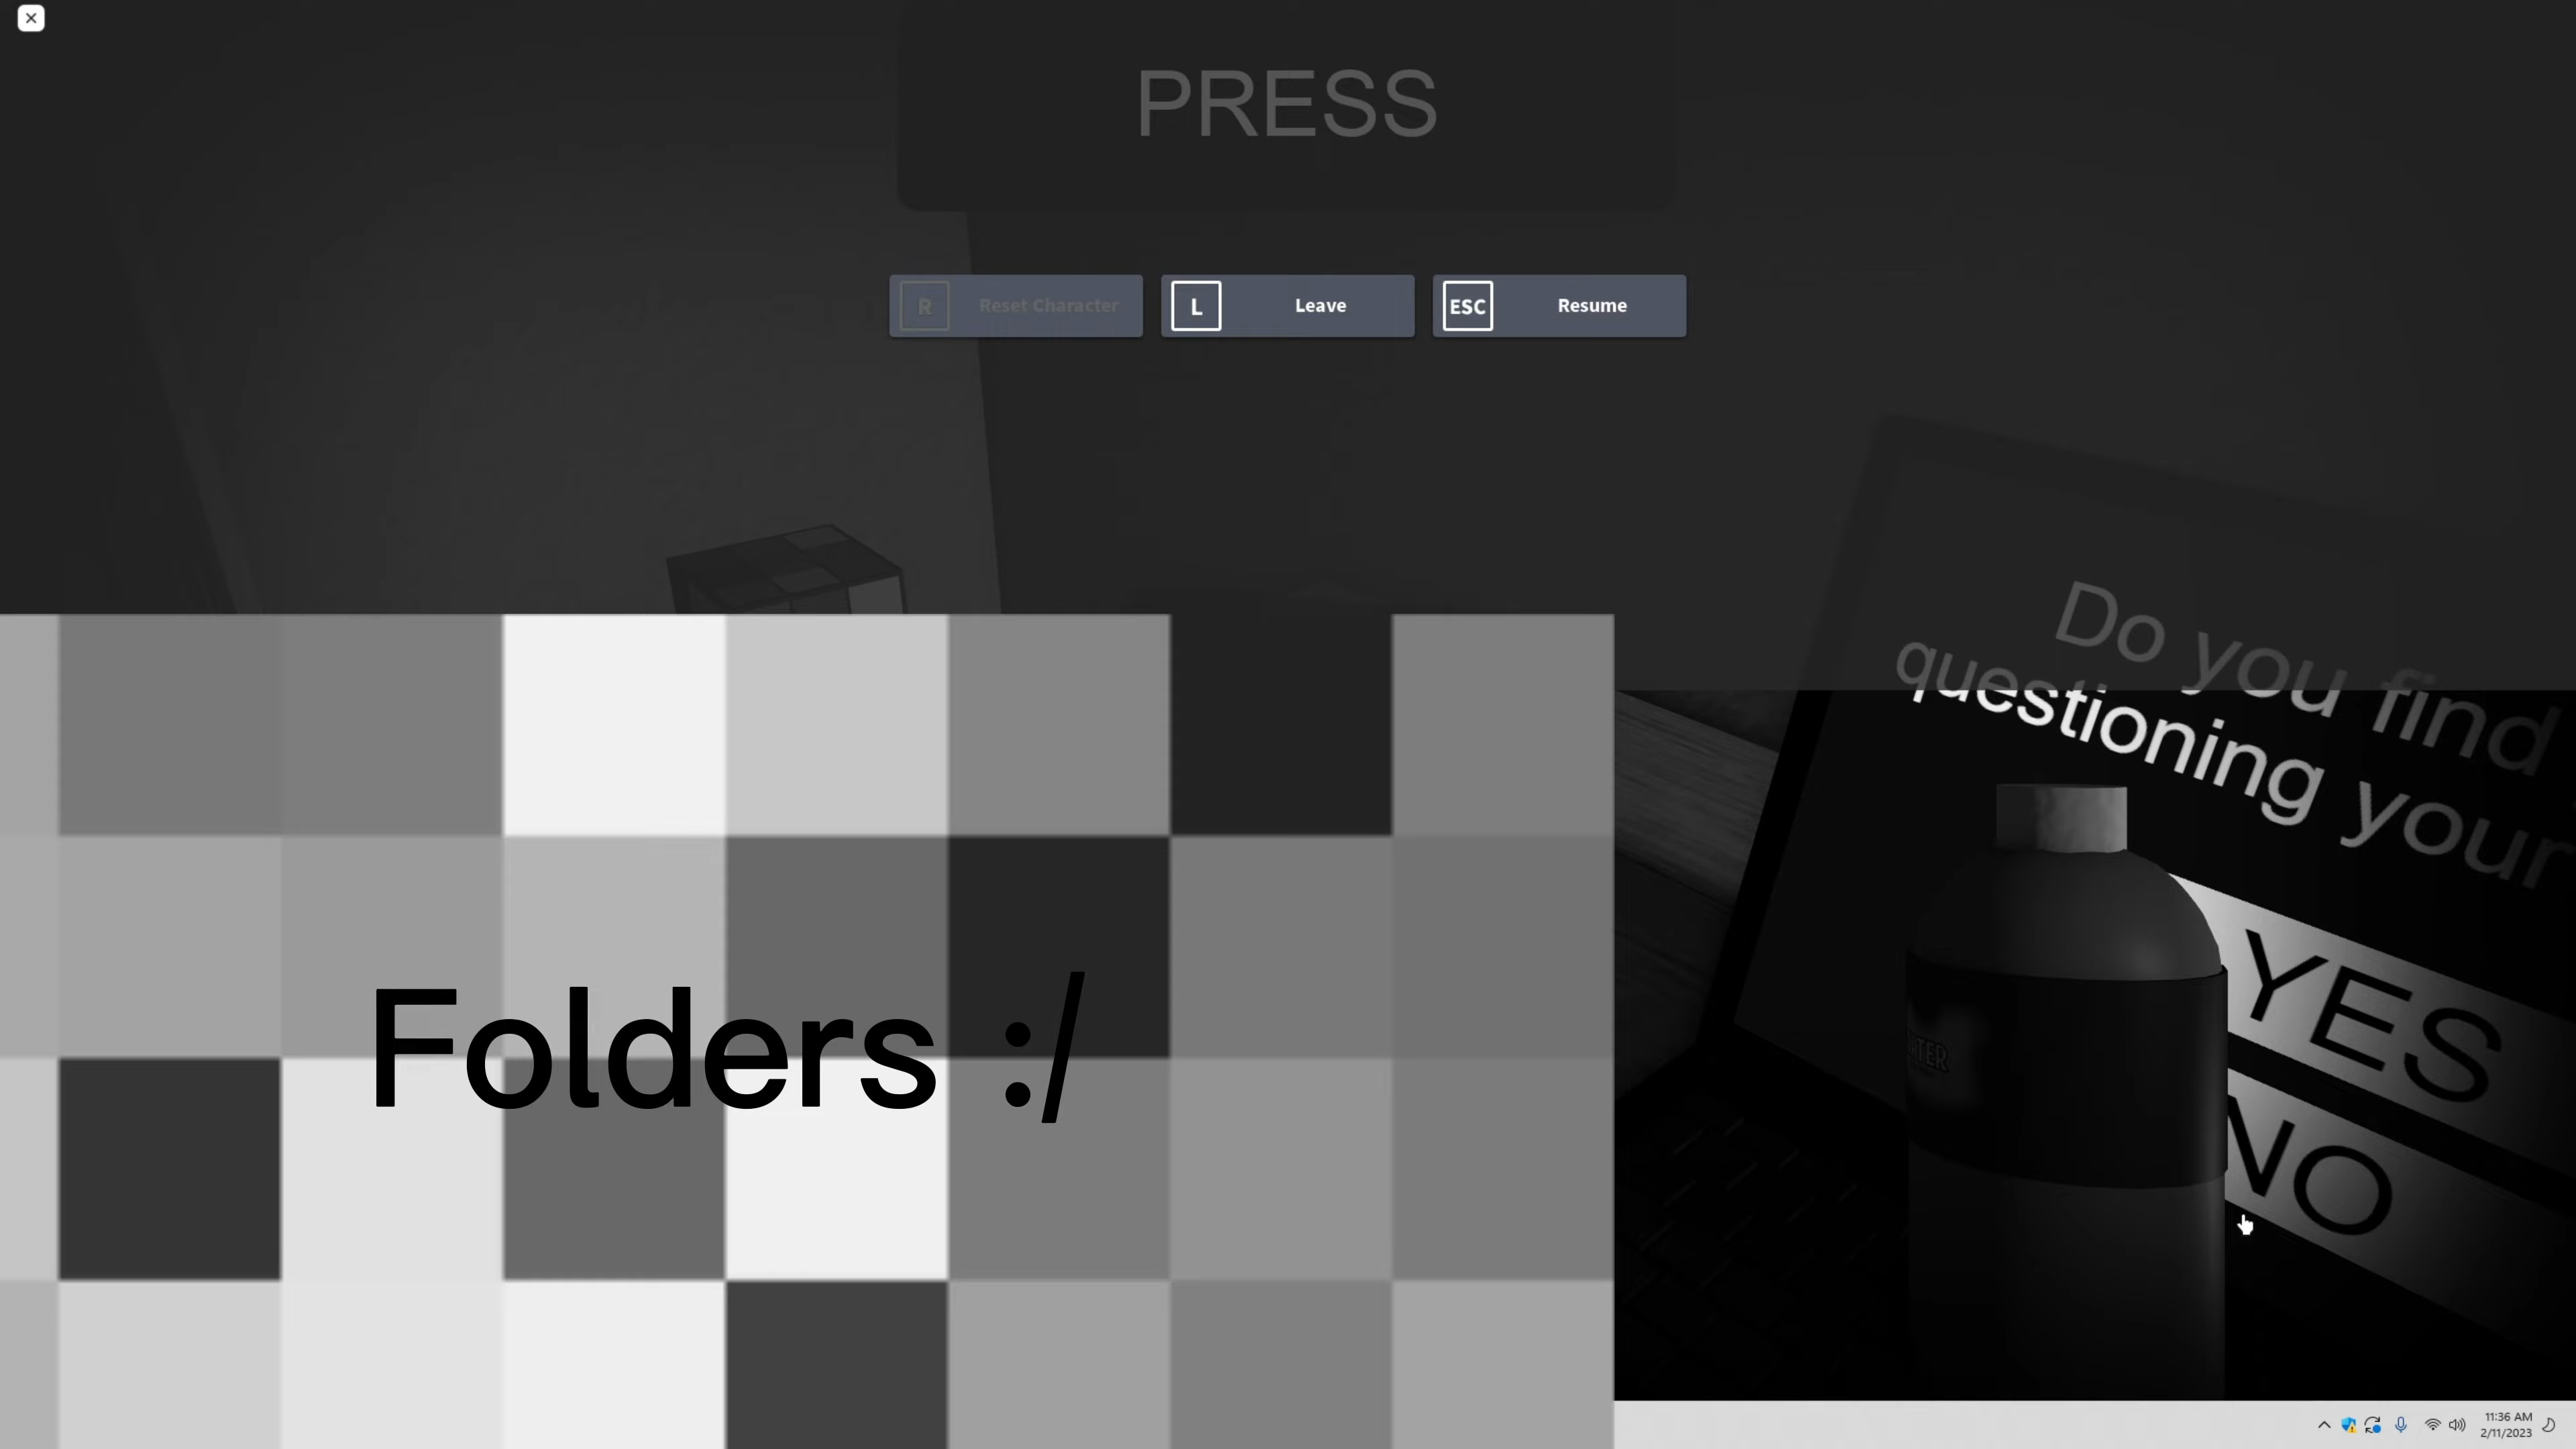 PRESS
R Reset Character
L Leave
ESC Resume
Do you find
questioning your
YES
NO
Folders :/
11:36 AM
2/11/2023